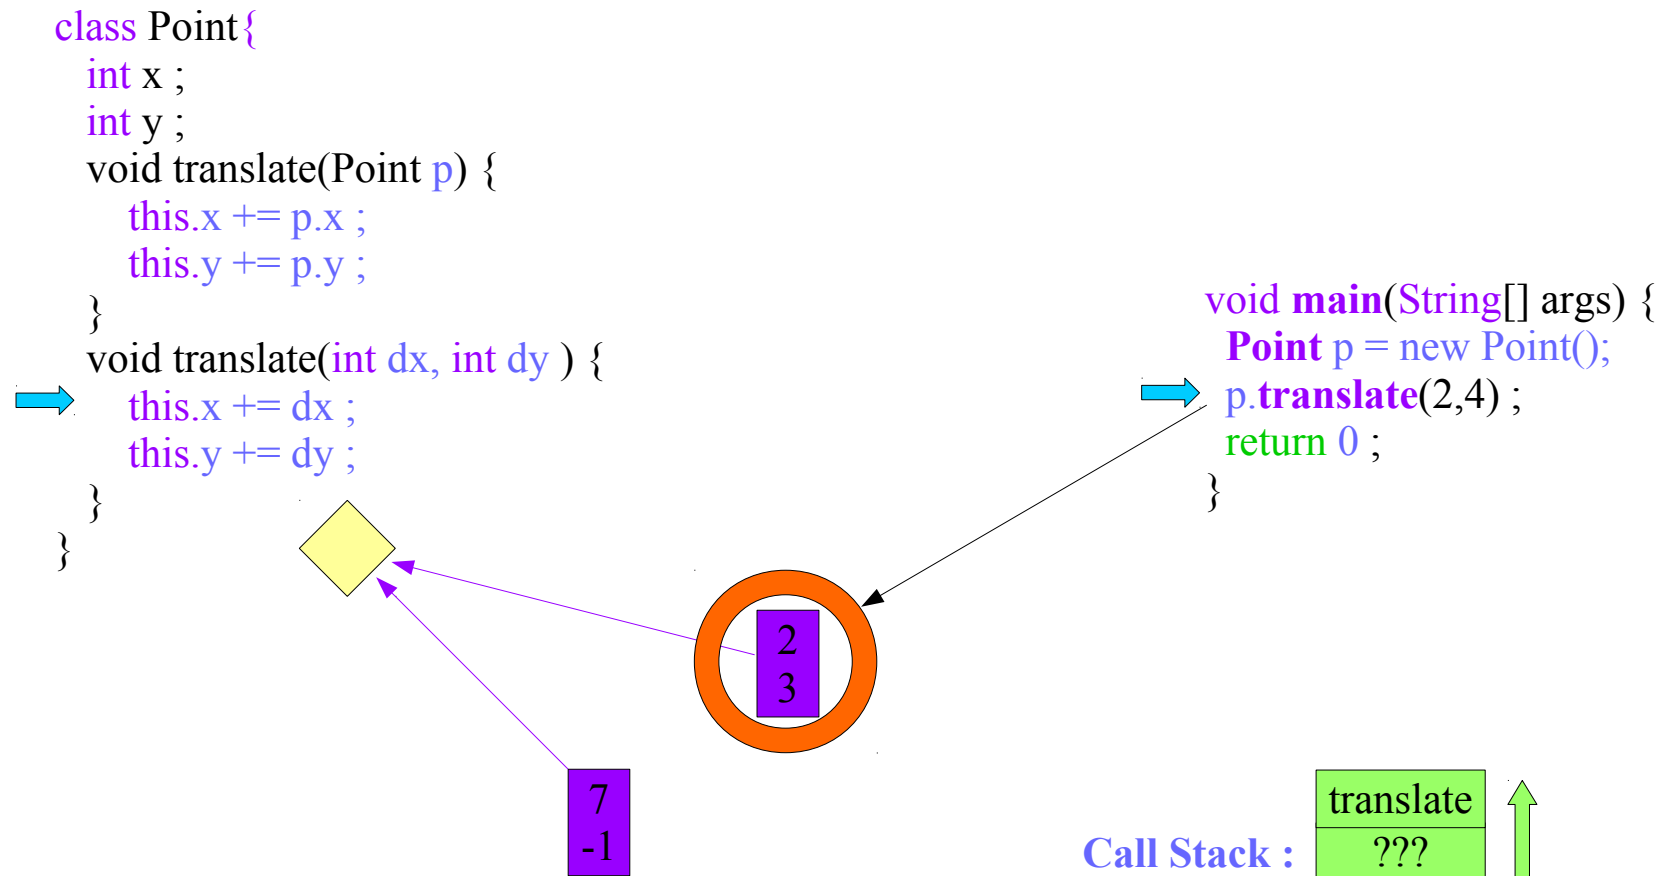 class Point{
int x ;
int y ;
void translate(Point p) {
this.x += p.x ;
this.y += p.y ;
}
void translate(int dx, int dy ) {
this.x += dx ;
this.y += dy ;
}
}
void main(String[] args) {
Point p = new Point();
p.translate(2,4) ;
return 0 ;
}
2
3
7
-1
Call Stack :
translate
???